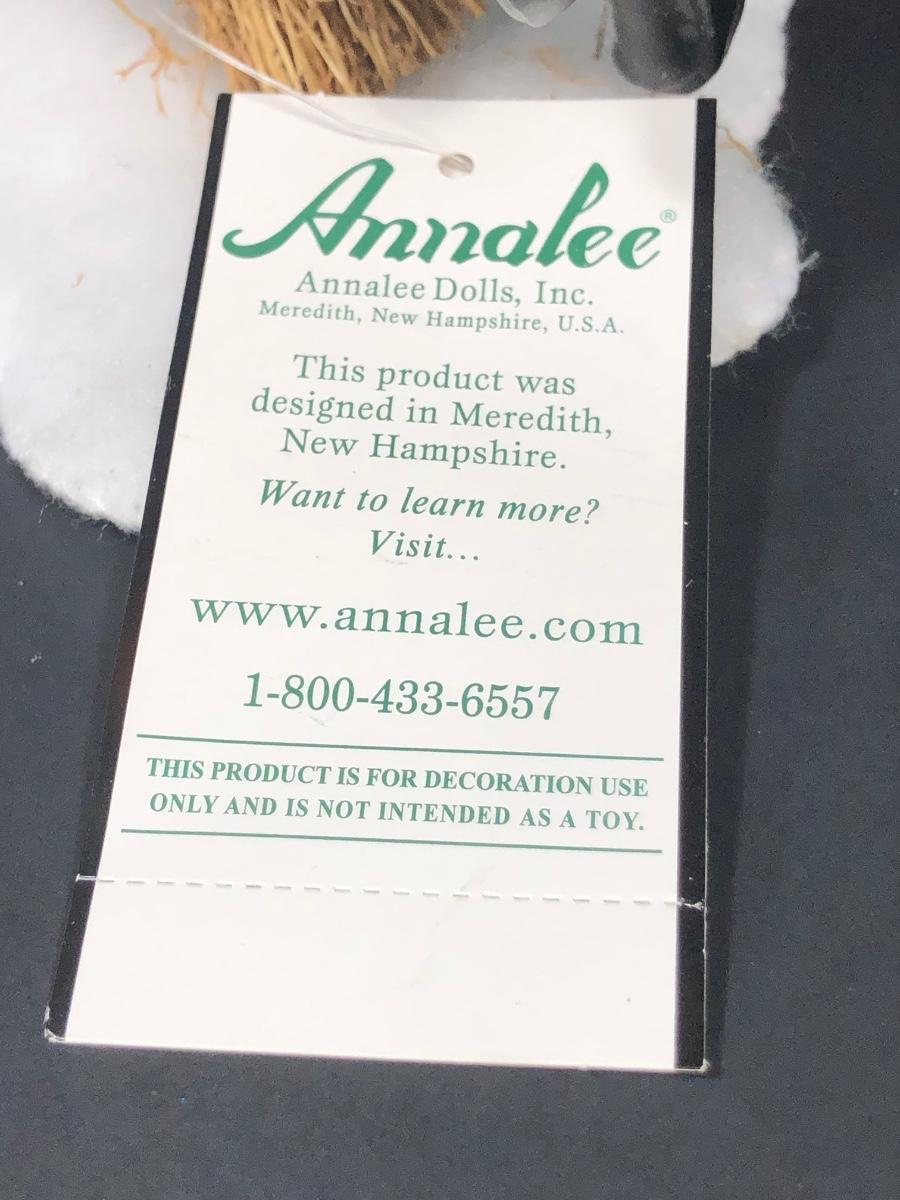 Annalee®
Annalee Dolls, Inc.
Meredith, New Hampshire, U.S.A.
This product was
designed in Meredith,
New Hampshire.
Want to learn more?
Visit...
www.annalee.com
1-800-433-6557
THIS PRODUCT IS FOR DECORATION USE
ONLY AND IS NOT INTENDED AS A TOY.